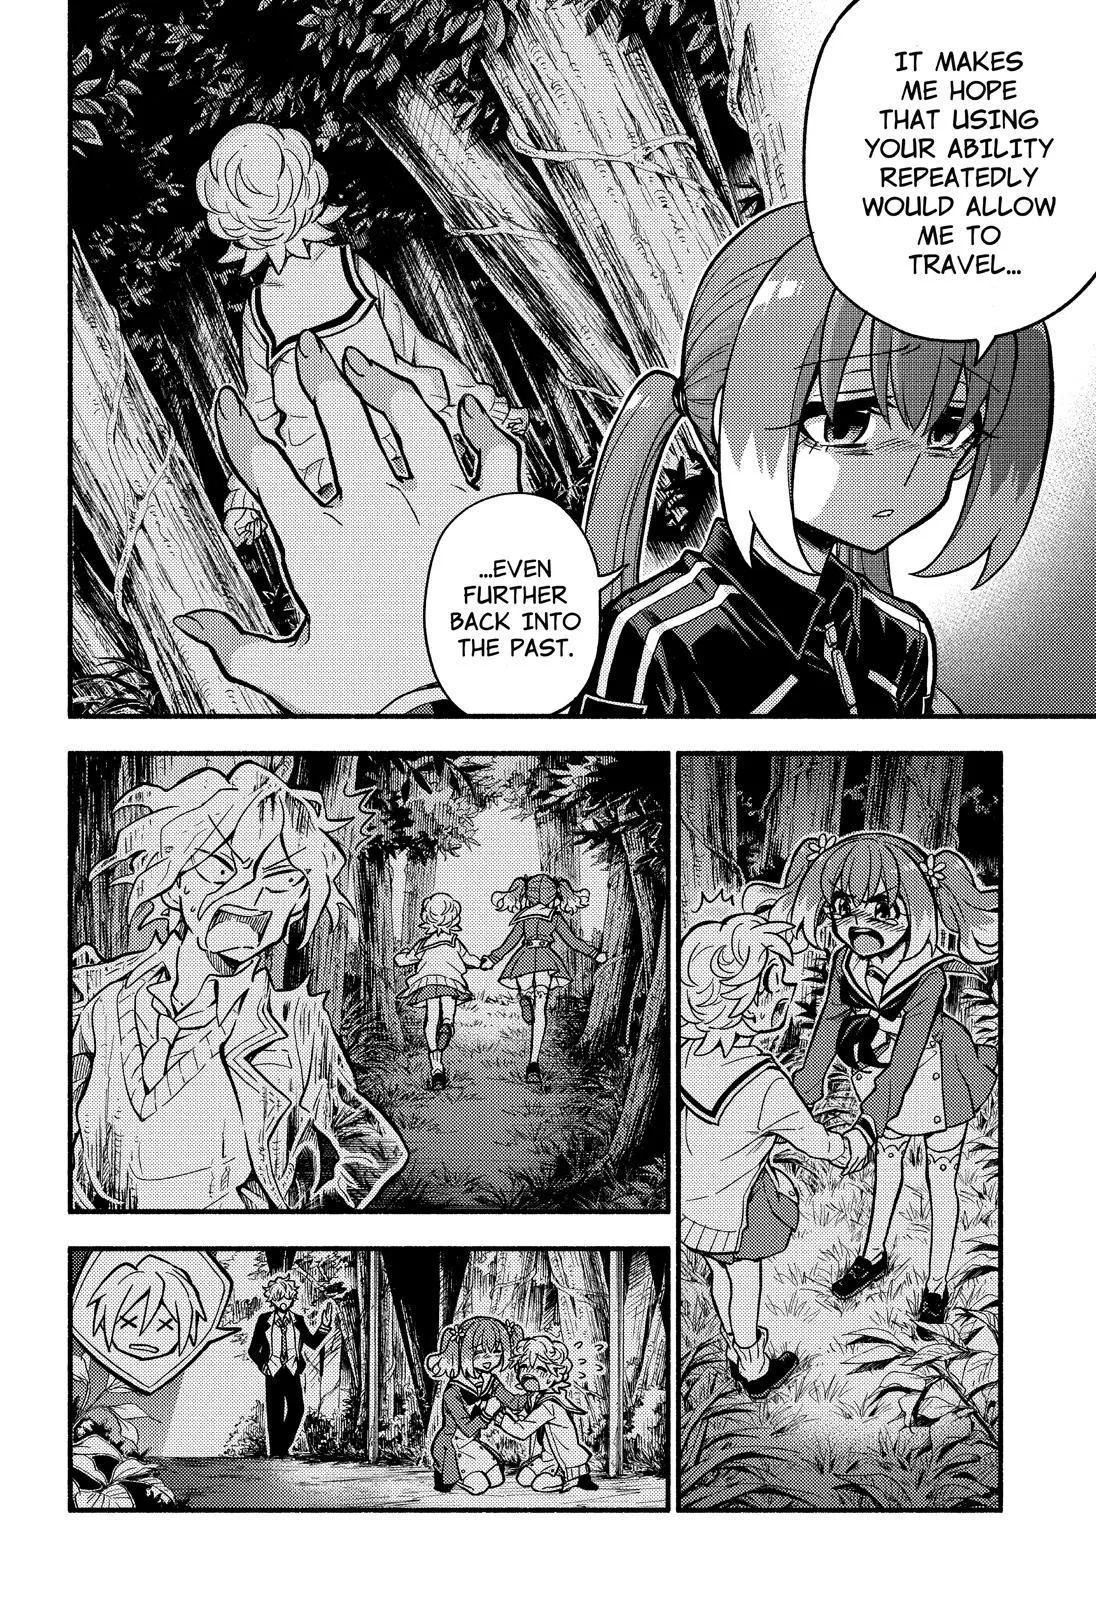 IT MAKES
ME HOPE
THAT USING
YOUR ABILITY
REPEATEDLY
WOULD ALLOW
ME TO
TRAVEL...
...EVEN
FURTHER
BACK INTO
THE PAST.